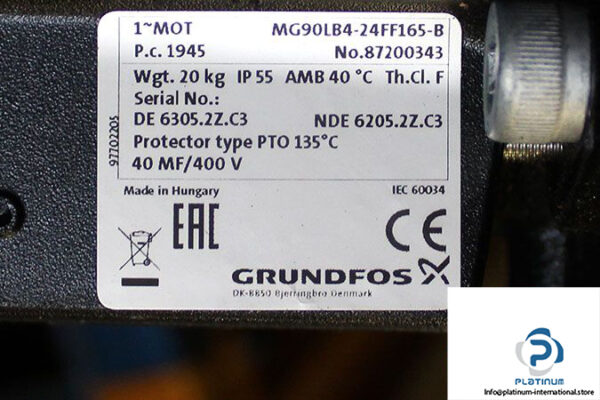 1~MOT MG90LB4-24FF165-B
P.c. 1945 No.87200343
Wgt. 20 kg IP 55 AMB 40 °C Th.Cl. F
Serial No.:
DE 6305.2Z.C3 NDE 6205.2Z.C3
Protector type PTO 135°C
40 MF/400 V
97702205
Made in Hungary IEC 60034
EAC CE
GRUNDFOS X
DK-8850 Bjerringbro Denmark
PLATINUM
Info@platinum-international.store